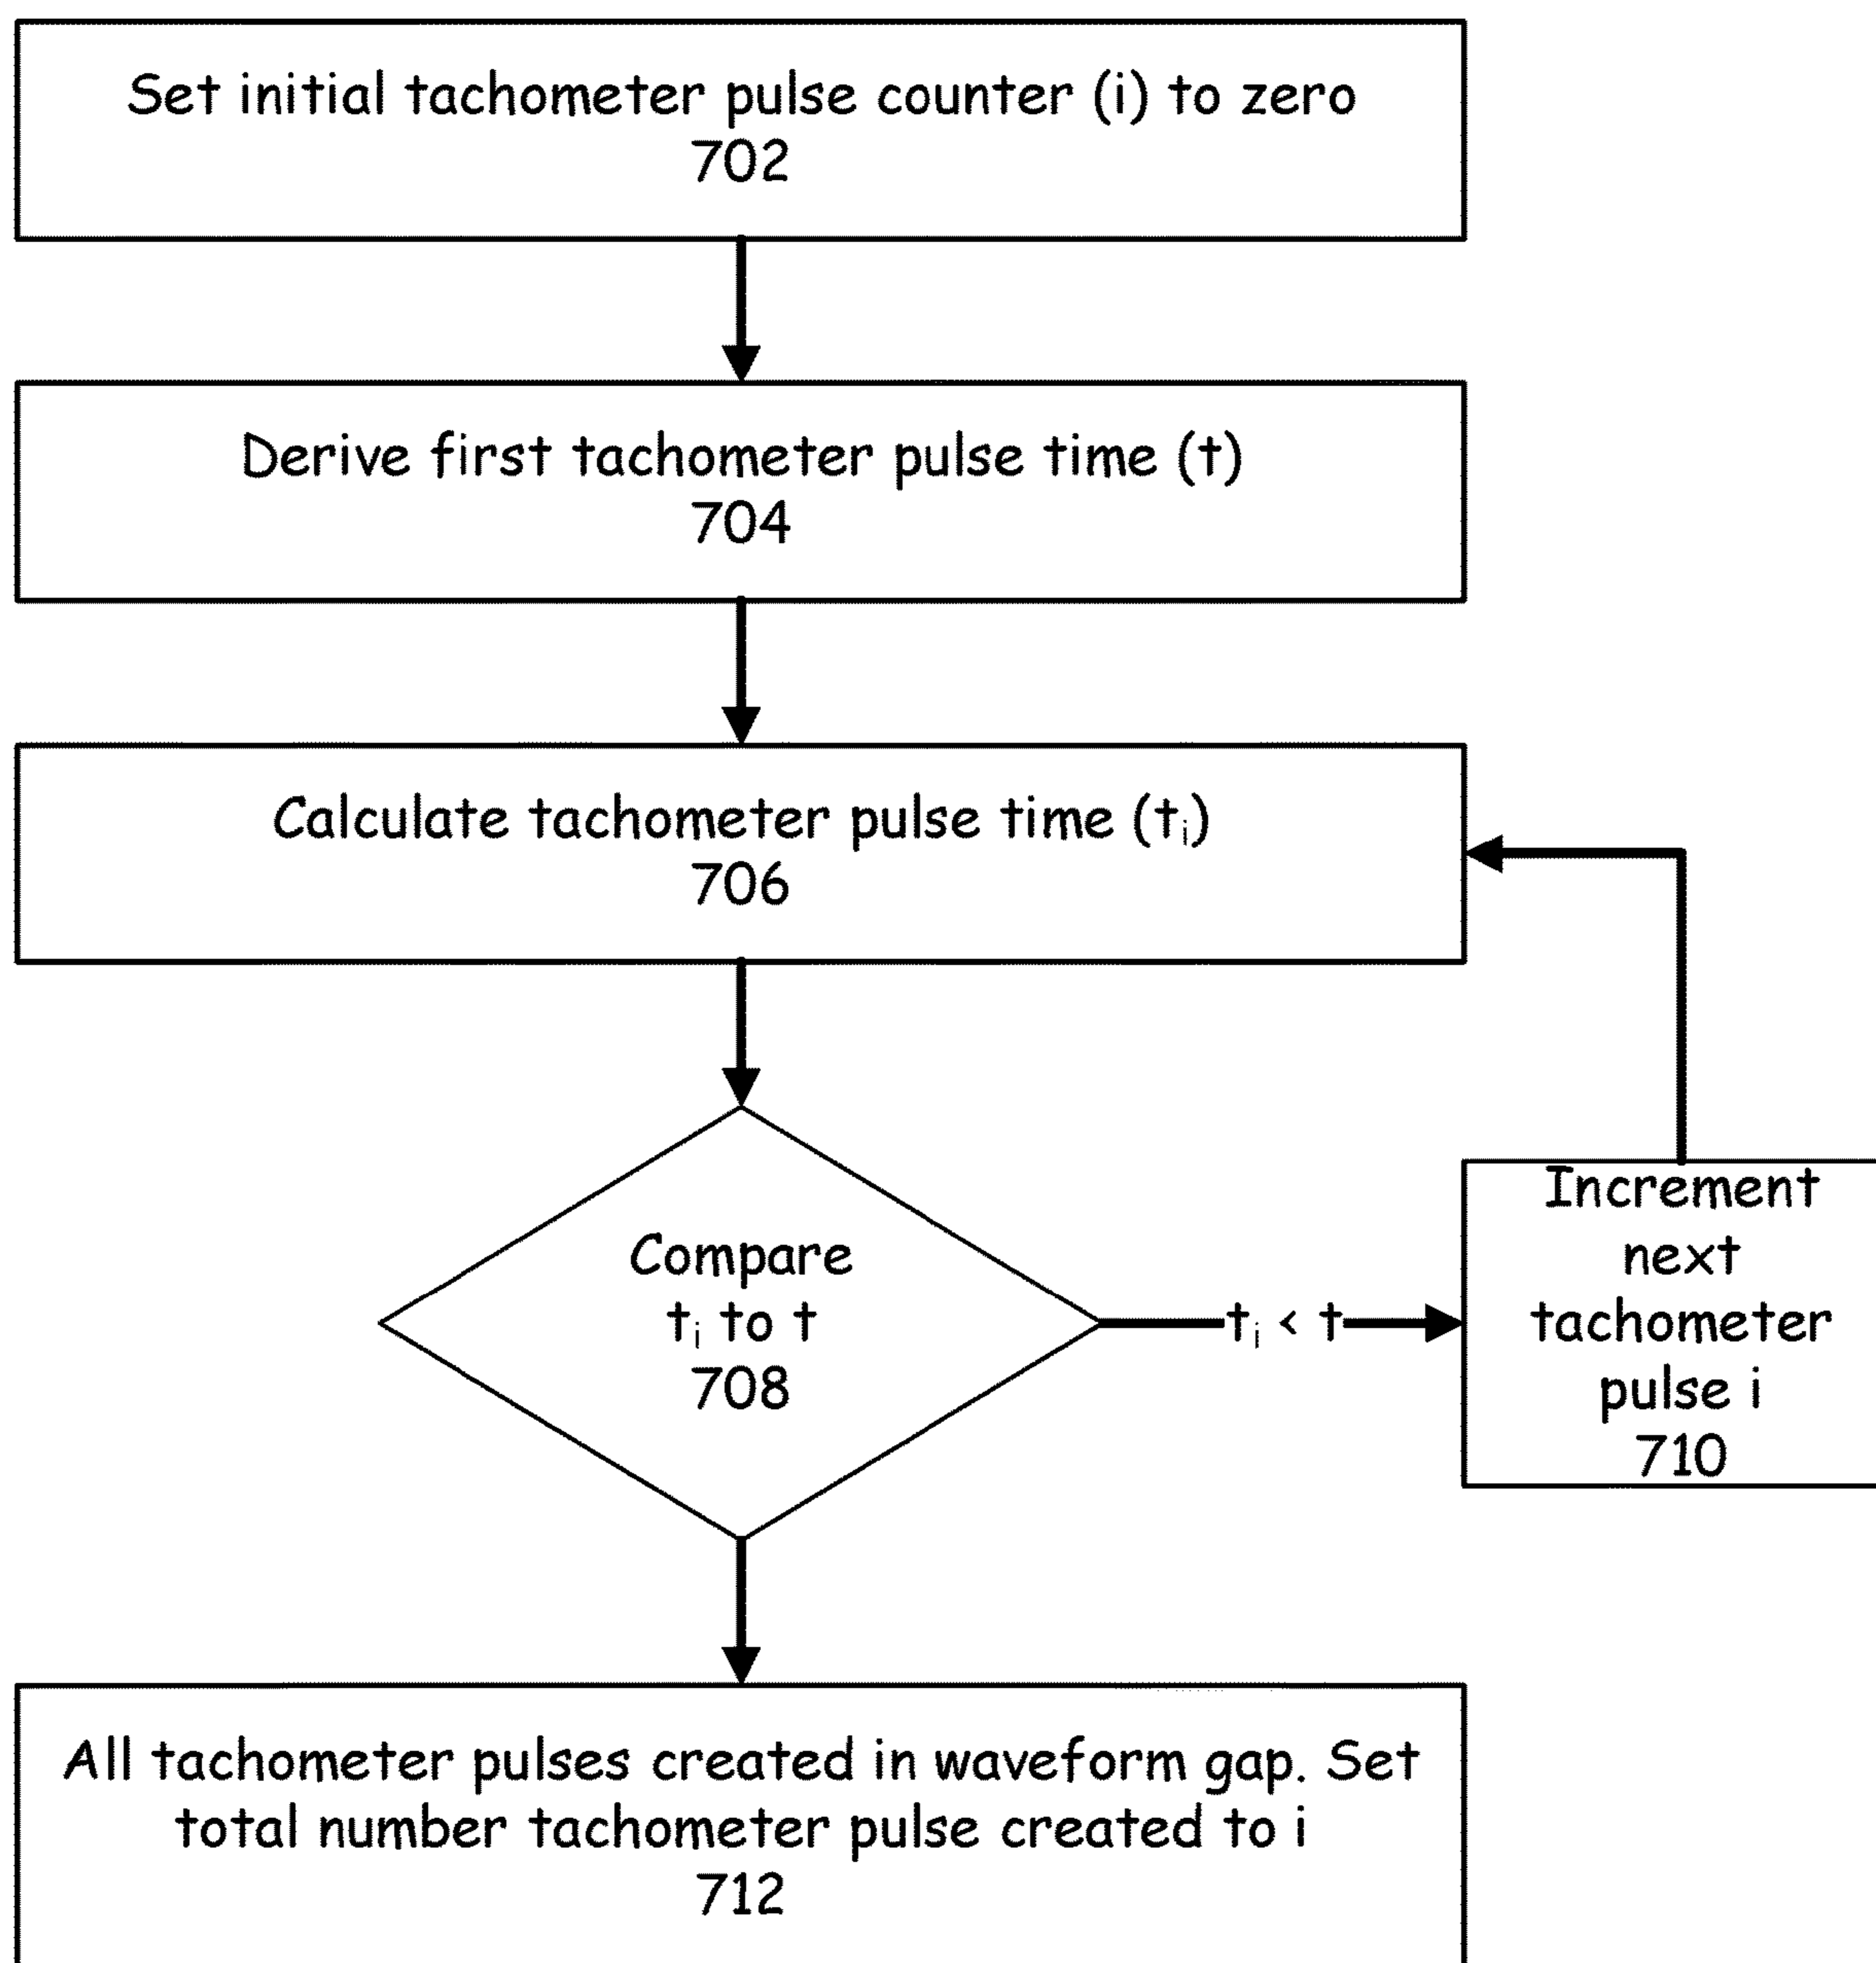 Set initial tachometer pulse counter (i) to zero
702
Derive first tachometer pulse time (t)
704
Calculate tachometer pulse time (tᵢ)
706
Compare
tᵢ to t
708
tᵢ < t
Increment
next
tachometer
pulse i
710
All tachometer pulses created in waveform gap. Set
total number tachometer pulse created to i
712